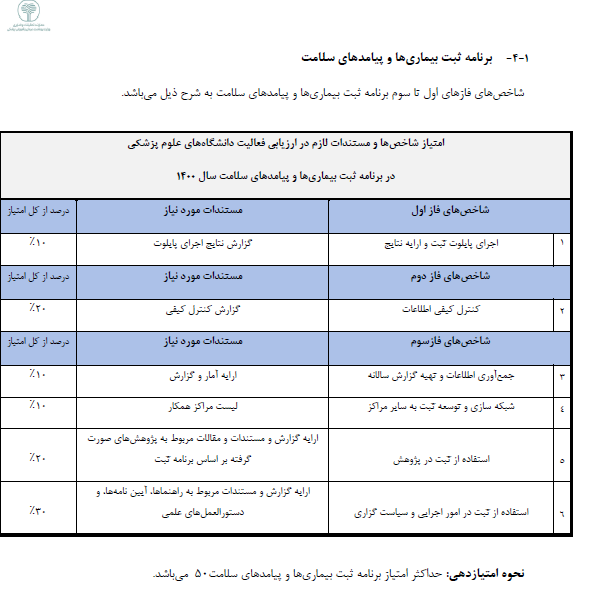 ۴-۱- برنامه ثبت بیماری‌ها و پیامدهای سلامت
شاخص‌های فازهای اول تا سوم برنامه ثبت بیماری‌ها و پیامدهای سلامت به شرح ذیل می‌باشد.
امتیاز شاخص‌ها و مستندات لازم در ارزیابی فعالیت دانشگاه‌های علوم پزشکی
در برنامه ثبت بیماری‌ها و پیامدهای سلامت سال ۱۴۰۰
شاخص‌های فاز اول مستندات مورد نیاز درصد از کل امتیاز
۱ اجرای پایلوت ثبت و ارایه نتایج گزارش نتایج اجرای پایلوت ٪۱۰
شاخص‌های فاز دوم مستندات مورد نیاز درصد از کل امتیاز
۲ کنترل کیفی اطلاعات گزارش کنترل کیفی ٪۲۰
شاخص‌های فازسوم مستندات مورد نیاز درصد از کل امتیاز
۳ جمع‌آوری اطلاعات و تهیه گزارش سالانه ارایه آمار و گزارش ٪۱۰
٤ شبکه سازی و توسعه ثبت به سایر مراکز لیست مراکز همکار ٪۱۰
۵ استفاده از ثبت در پژوهش ارایه گزارش و مستندات و مقالات مربوط به پژوهش‌های صورت
گرفته بر اساس برنامه ثبت ٪۲۰
٦ استفاده از ثبت در امور اجرایی و سیاست گزاری ارایه گزارش و مستندات مربوط به راهنماها، آیین نامه‌ها، و
دستورالعمل‌های علمی ٪۳۰
نحوه امتیازدهی: حداکثر امتیاز برنامه ثبت بیماری‌ها و پیامدهای سلامت۵۰ می‌باشد.